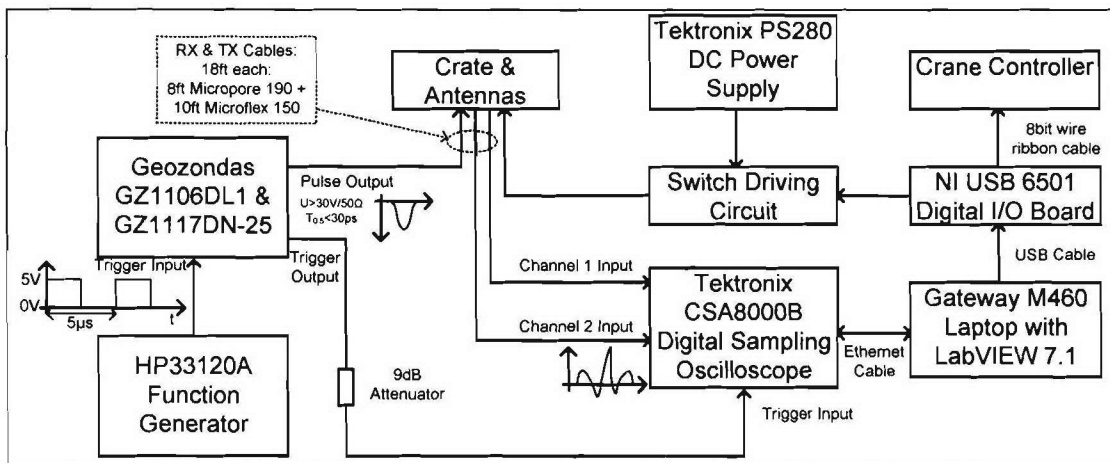 RX & TX Cables:
18ft each:
8ft Micropore 190 +
10ft Microflex 150
Crate &
Antennas
Tektronix PS280
DC Power
Supply
Crane Controller
8bit wire
ribbon cable
Geozondas
GZ1106DL1 &
GZ1117DN-25
Pulse Output
U>30V/50Ω
T0.5<30ps
Switch Driving
Circuit
NI USB 6501
Digital I/O Board
Trigger
Output
Trigger Input
5V
0V
5µs
t
USB Cable
Channel 1 Input
Channel 2 Input
Tektronix
CSA8000B
Digital Sampling
Oscilloscope
Ethernet
Cable
Gateway M460
Laptop with
LabVIEW 7.1
HP33120A
Function
Generator
9dB
Attenuator
Trigger Input